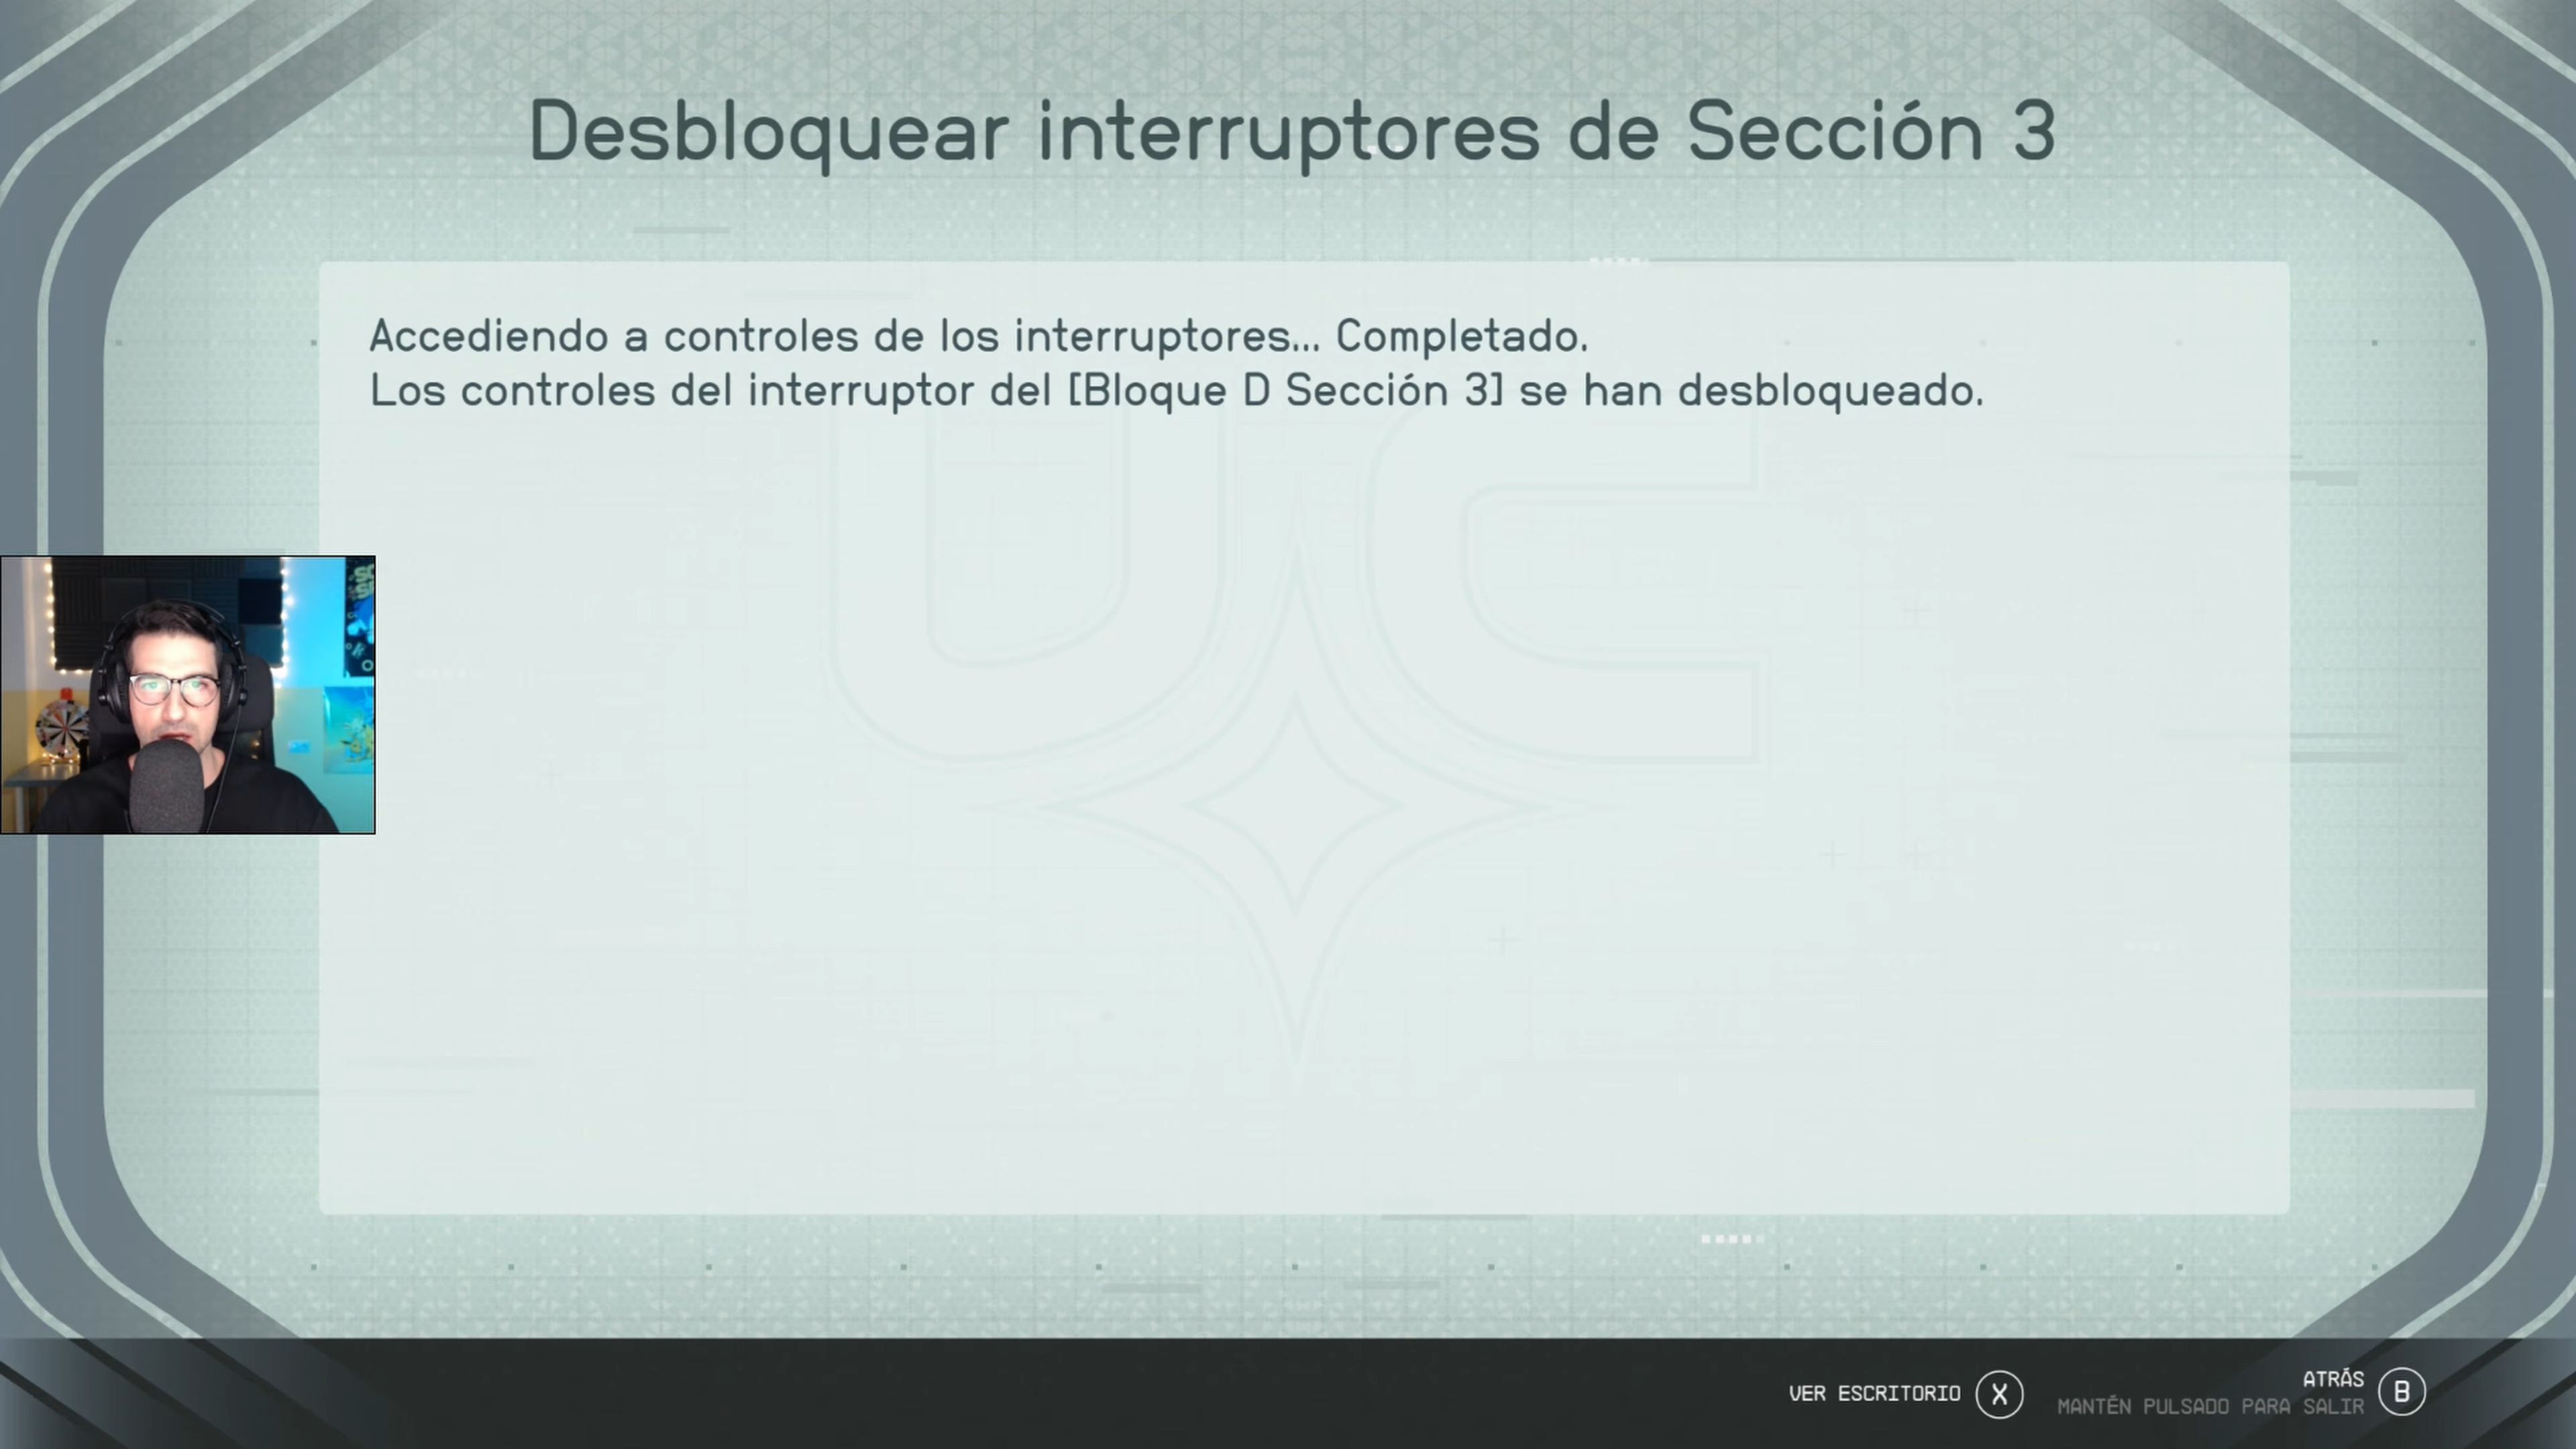 Desbloquear interruptores de Sección 3
Accediendo a controles de los interruptores... Completado.
Los controles del interruptor del [Bloque D Sección 3] se han desbloqueado.
UC
VER ESCRITORIO X
ATRÁS B
MANTÉN PULSADO PARA SALIR